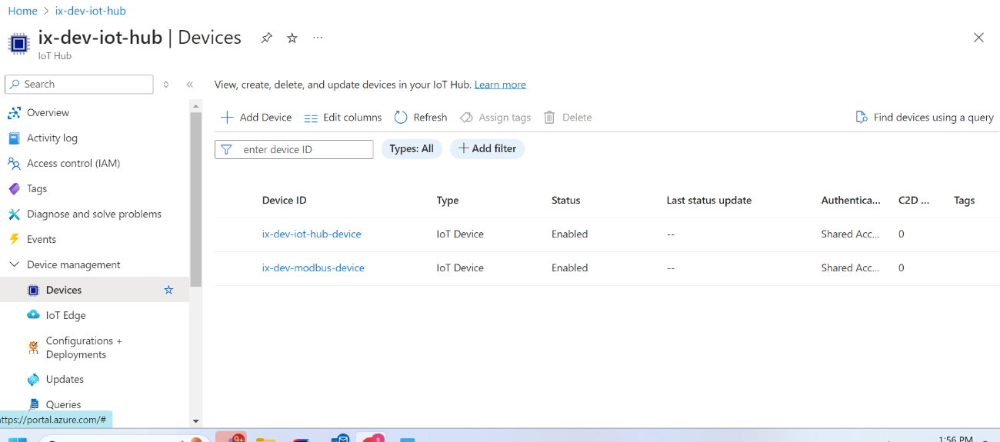 Home > ix-dev-iot-hub
ix-dev-iot-hub | Devices ...
IoT Hub
Search
Overview
Activity log
Access control (IAM)
Tags
Diagnose and solve problems
Events
Device management
Devices
IoT Edge
Configurations +
Deployments
Updates
Queries
https://portal.azure.com/#
View, create, delete, and update devices in your IoT Hub. Learn more
Add Device Edit columns Refresh Assign tags Delete Find devices using a query
enter device ID Types: All Add filter
Device ID Type Status Last status update Authentica... C2D ... Tags
ix-dev-iot-hub-device IoT Device Enabled -- Shared Acc... 0
ix-dev-modbus-device IoT Device Enabled -- Shared Acc... 0
9+
1:56 PM